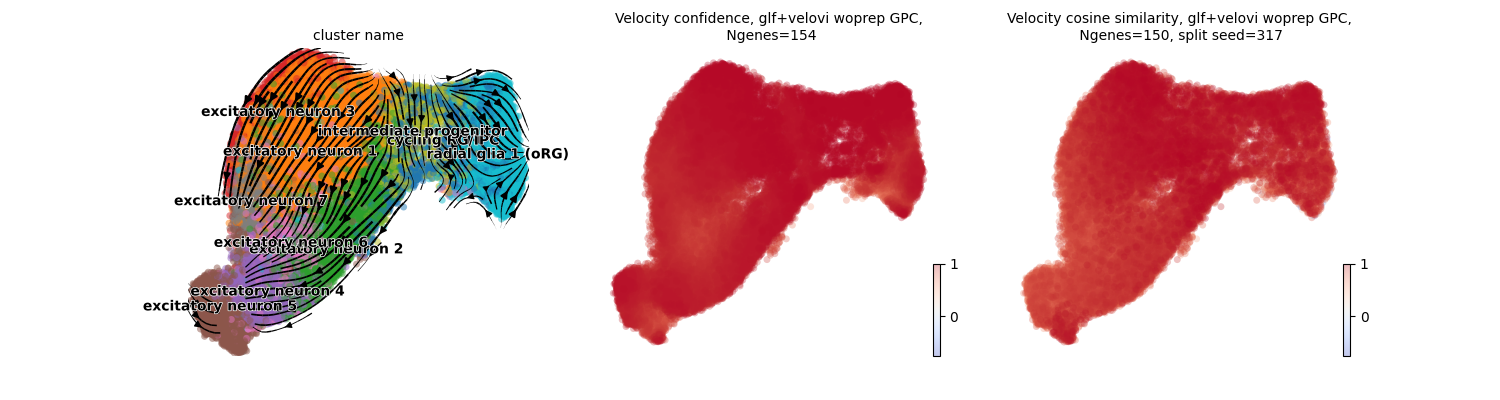 cluster name
excitatory neuron 3
intermediate progenitor
cycling RG/IPC
excitatory neuron 1
radial glia 1 (oRG)
excitatory neuron 7
excitatory neuron 6
excitatory neuron 2
excitatory neuron 4
excitatory neuron 5
Velocity confidence, glf+velovi woprep GPC,
Ngenes=154
1
0
Velocity cosine similarity, glf+velovi woprep GPC,
Ngenes=150, split seed=317
1
0